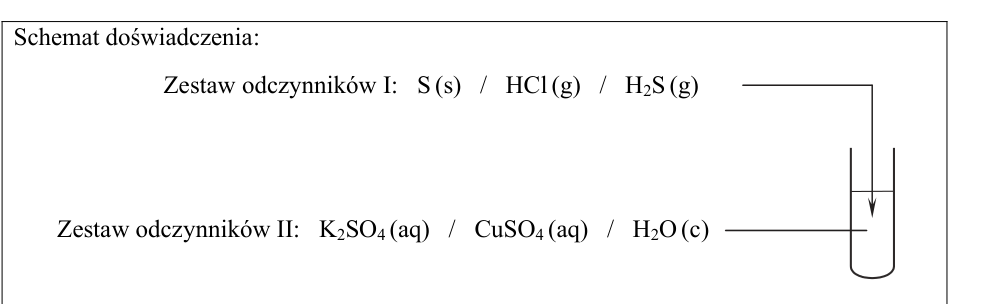 Schemat doświadczenia:
Zestaw odczynników I: S (s) / HCl (g) / H₂S (g)
Zestaw odczynników II: K₂SO₄ (aq) / CuSO₄ (aq) / H₂O (c)